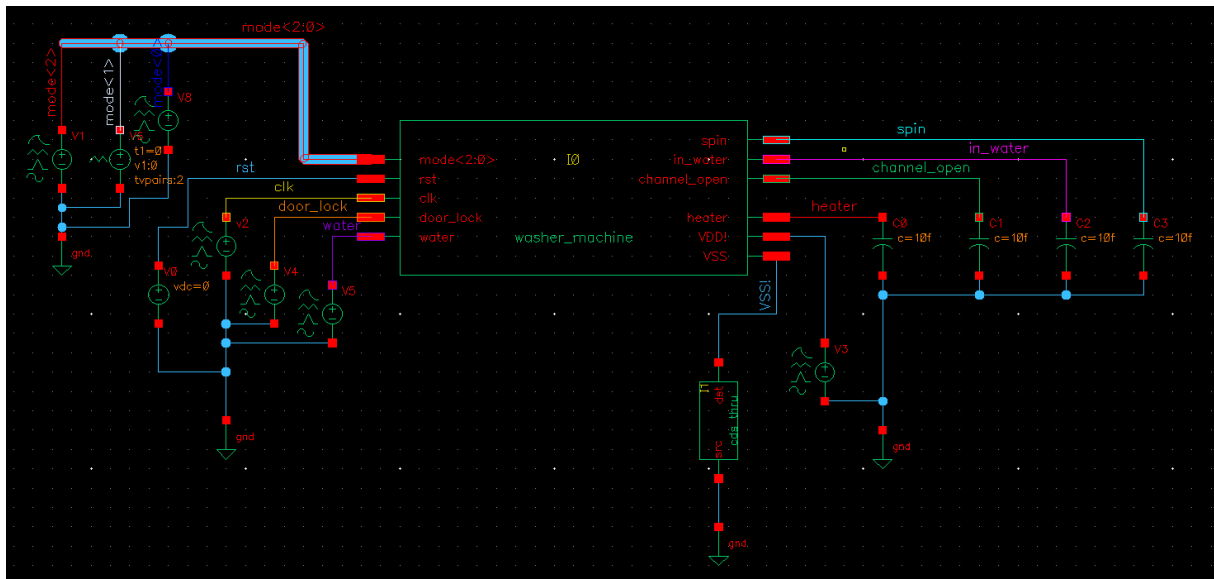 mode<2:0>
mode<2>
mode<1>
mode<0>
V1
t1=0
v1:0
tvpairs:2
V8
rst
clk
door_lock
water
V0
vdc=0
v2
V4
V5
gnd
gnd
mode<2:0>
rst
clk
door_lock
water
I0
washer_machine
spin
in_water
channel_open
heater
VDD!
VSS
spin
in_water
channel_open
heater
C0
c=10f
C1
c=10f
C2
c=10f
C3
c=10f
VSS!
V3
I1
dst
cds_thru
src
gnd
gnd